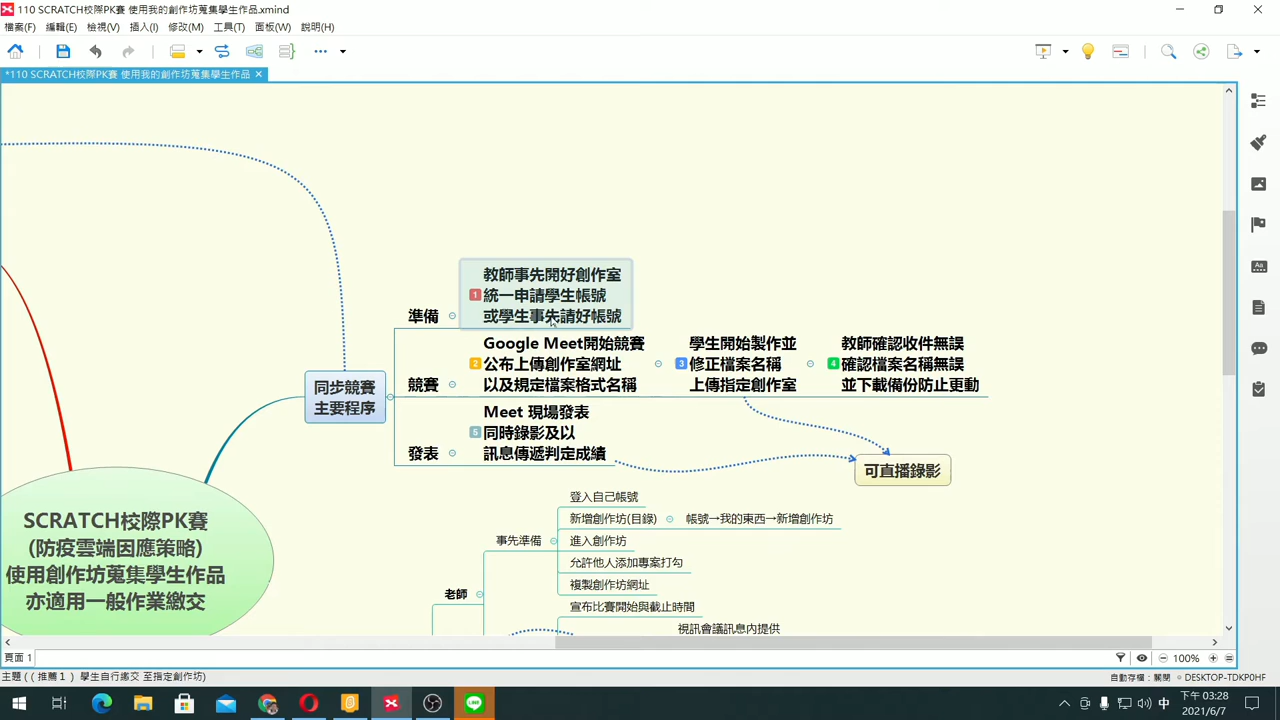 110 SCRATCH校際PK賽 使用我的創作坊蒐集學生作品.xmind
檔案(F) 編輯(E) 檢視(V) 插入(I) 修改(M) 工具(T) 面板(W) 說明(H)
*110 SCRATCH校際PK賽 使用我的創作坊蒐集學生作品
準備
1
教師事先開好創作室
統一申請學生帳號
或學生事先請好帳號
競賽
2
Google Meet開始競賽
公布上傳創作室網址
以及規定檔案格式名稱
3
學生開始製作並
修正檔案名稱
上傳指定創作室
4
教師確認收件無誤
確認檔案名稱無誤
並下載備份防止更動
同步競賽
主要程序
發表
5
Meet 現場發表
同時錄影及以
訊息傳遞判定成績
可直播錄影
SCRATCH校際PK賽
(防疫雲端因應策略)
使用創作坊蒐集學生作品
亦適用一般作業繳交
老師
事先準備
登入自己帳號
新增創作坊(目錄)
帳號→我的東西→新增創作坊
進入創作坊
允許他人添加專案打勾
複製創作坊網址
宣布比賽開始與截止時間
視訊會議訊息內提供
頁面 1
100%
主題 ( ( 推薦１ ) 學生自行繳交 至指定創作坊)
自動存檔：關閉
DESKTOP-TDKP0HF
中
下午 03:28
2021/6/7